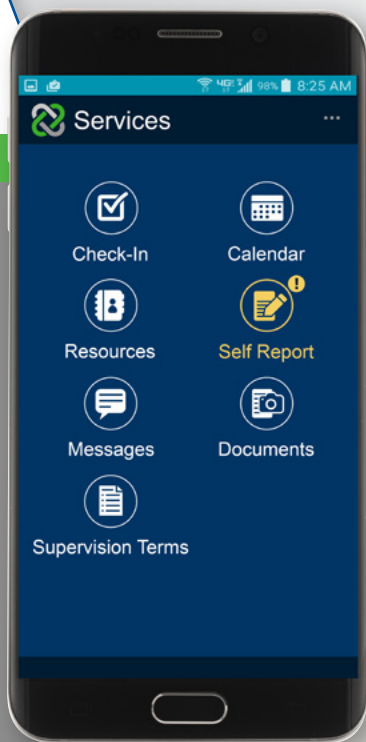 98% 8:25 AM
Services
Check-In
Calendar
Resources
Self Report
Messages
Documents
Supervision Terms